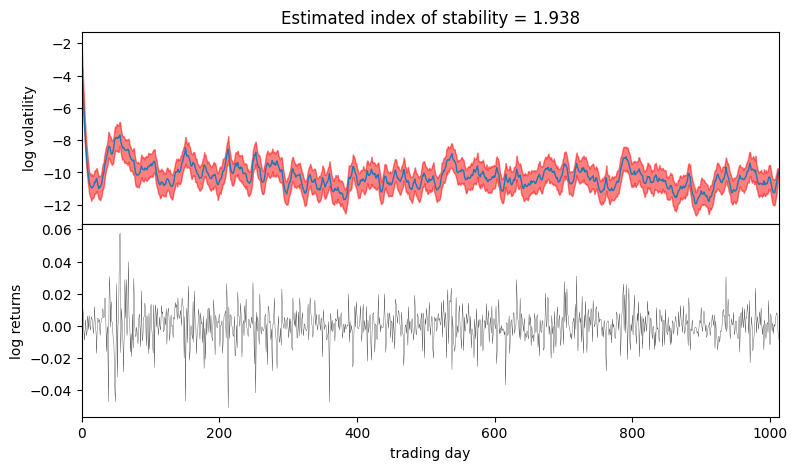 Estimated index of stability = 1.938
−2
−4
−6
−8
−10
−12
log volatility
0.06
0.04
0.02
0.00
−0.02
−0.04
log returns
0 200 400 600 800 1000
trading day